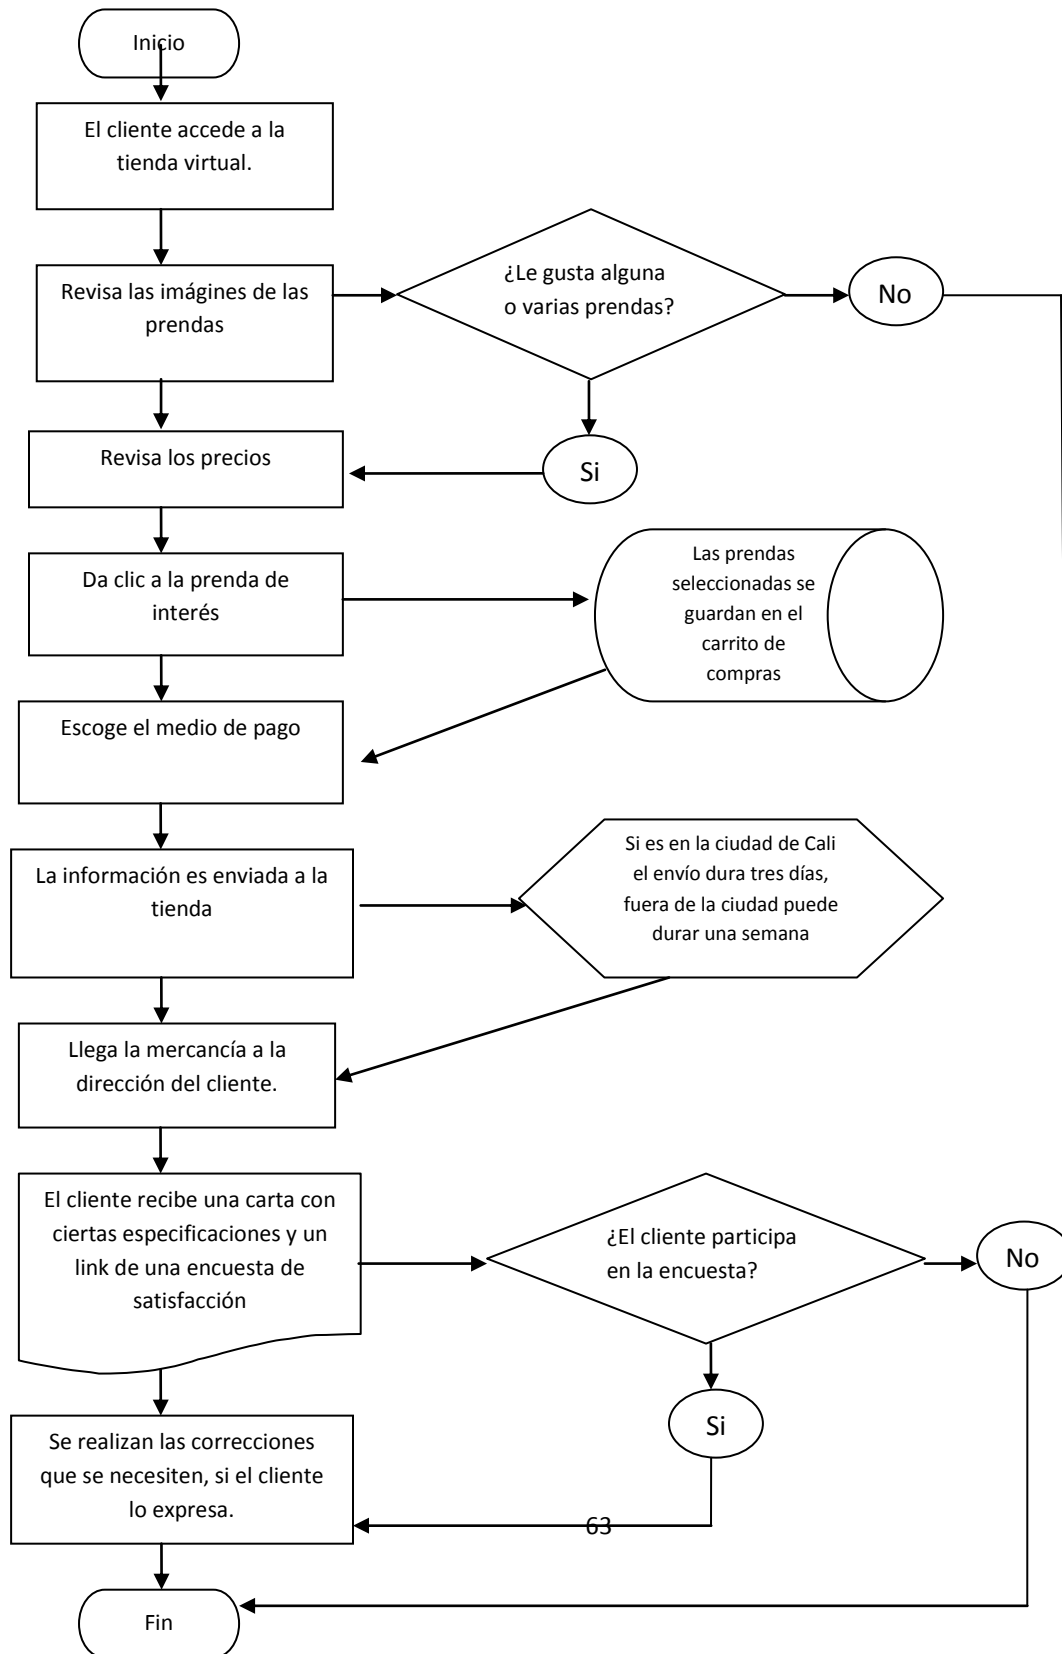 Inicio
El cliente accede a la
tienda virtual.
Revisa las imágines de las
prendas
¿Le gusta alguna
o varias prendas?
No
Revisa los precios
Si
Da clic a la prenda de
interés
Las prendas
seleccionadas se
guardan en el
carrito de
compras
Escoge el medio de pago
La información es enviada a la
tienda
Si es en la ciudad de Cali
el envío dura tres días,
fuera de la ciudad puede
durar una semana
Llega la mercancía a la
dirección del cliente.
El cliente recibe una carta con
ciertas especificaciones y un
link de una encuesta de
satisfacción
¿El cliente participa
en la encuesta?
No
Si
Se realizan las correcciones
que se necesiten, si el cliente
lo expresa.
63
Fin